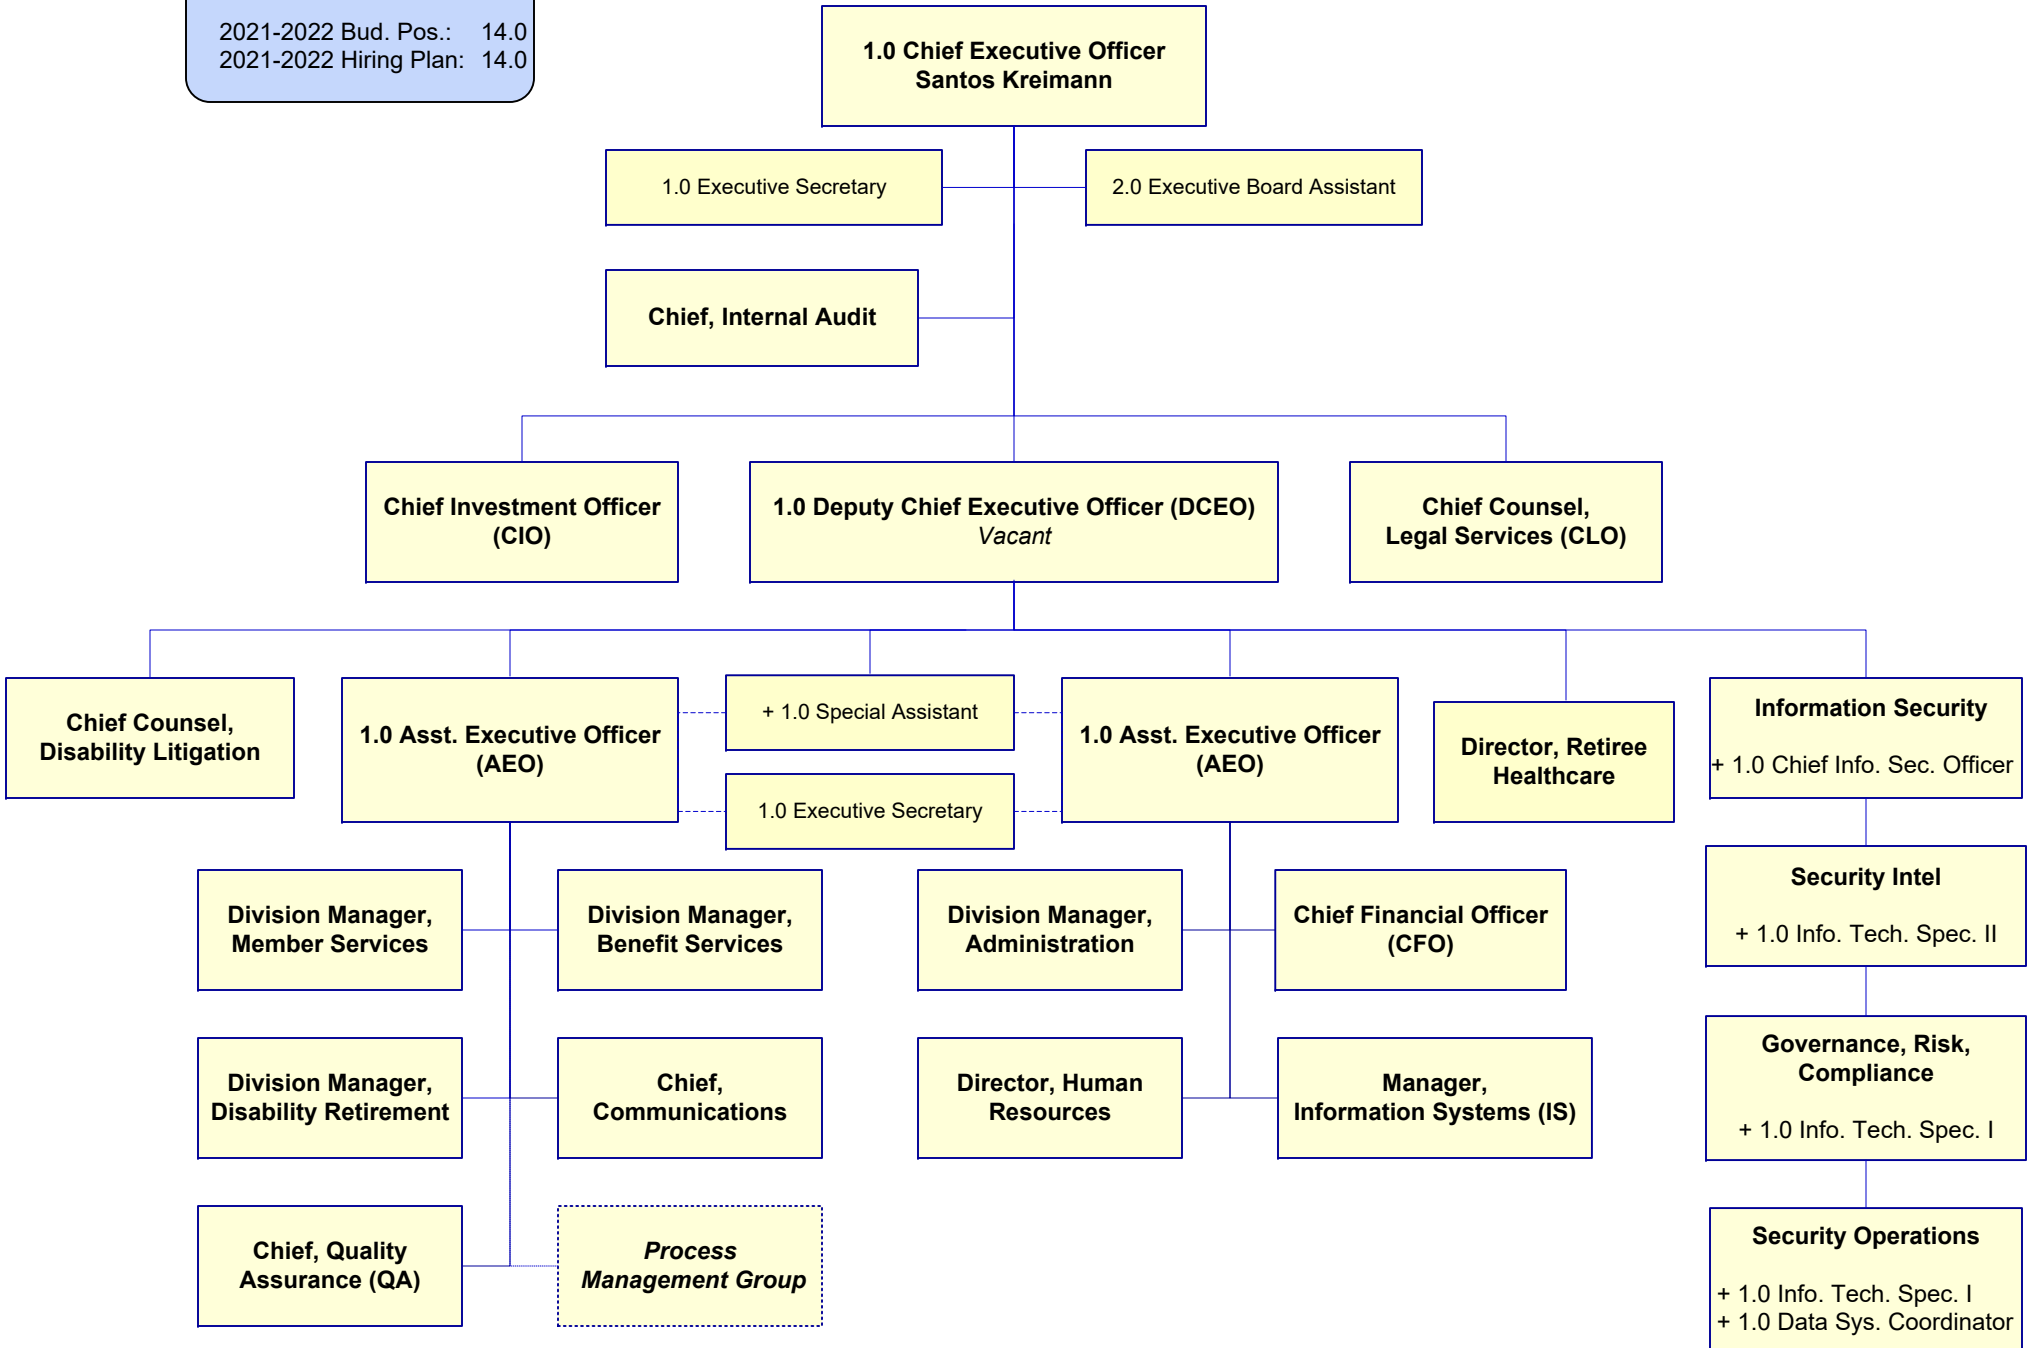 2021-2022 Bud. Pos.: 14.0
2021-2022 Hiring Plan: 14.0
1.0 Chief Executive Officer
Santos Kreimann
1.0 Executive Secretary
2.0 Executive Board Assistant
Chief, Internal Audit
Chief Investment Officer
(CIO)
1.0 Deputy Chief Executive Officer (DCEO)
Vacant
Chief Counsel,
Legal Services (CLO)
Chief Counsel,
Disability Litigation
1.0 Asst. Executive Officer
(AEO)
+ 1.0 Special Assistant
1.0 Executive Secretary
1.0 Asst. Executive Officer
(AEO)
Director, Retiree
Healthcare
Information Security
+ 1.0 Chief Info. Sec. Officer
Division Manager,
Member Services
Division Manager,
Benefit Services
Division Manager,
Administration
Chief Financial Officer
(CFO)
Security Intel
+ 1.0 Info. Tech. Spec. II
Division Manager,
Disability Retirement
Chief,
Communications
Director, Human
Resources
Manager,
Information Systems (IS)
Governance, Risk,
Compliance
+ 1.0 Info. Tech. Spec. I
Chief, Quality
Assurance (QA)
Process
Management Group
Security Operations
+ 1.0 Info. Tech. Spec. I
+ 1.0 Data Sys. Coordinator